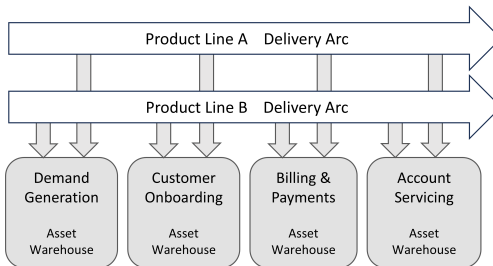 Product Line A Delivery Arc
Product Line B Delivery Arc
Demand
Generation
Asset
Warehouse
Customer
Onboarding
Asset
Warehouse
Billing &
Payments
Asset
Warehouse
Account
Servicing
Asset
Warehouse